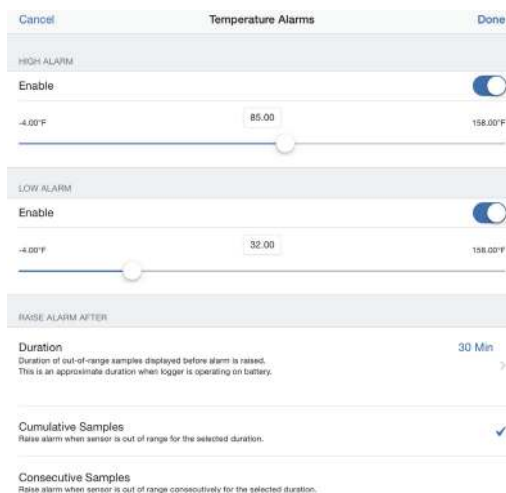 Cancel Temperature Alarms Done
HIGH ALARM
Enable
85.00
-4.00°F 158.00°F
LOW ALARM
Enable
32.00
-4.00°F 158.00°F
RAISE ALARM AFTER
Duration 30 Min
Duration of out-of-range samples displayed before alarm is raised.
This is an approximate duration when logger is operating on battery.
Cumulative Samples
Raise alarm when sensor is out of range for the selected duration.
Consecutive Samples
Raise alarm when sensor is out of range consecutively for the selected duration.